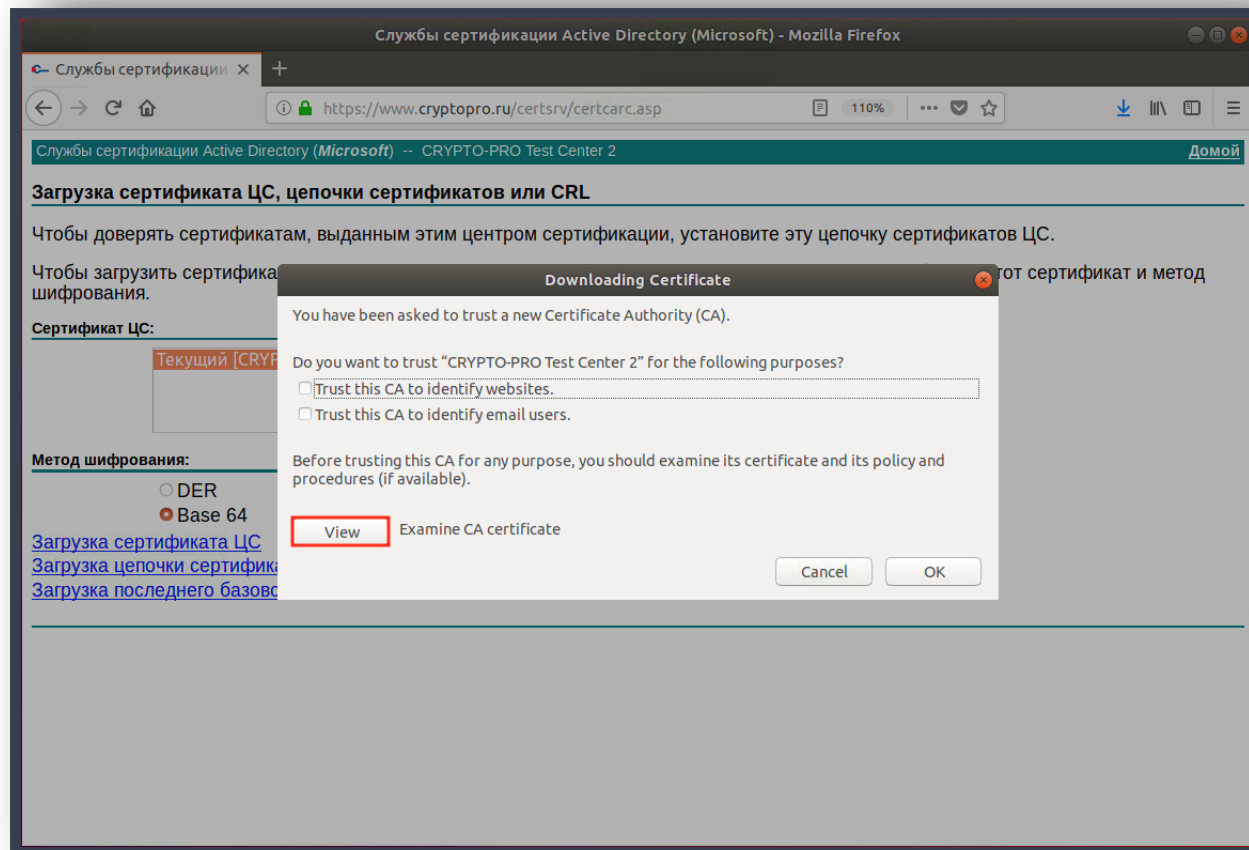 Службы сертификации Active Directory (Microsoft) - Mozilla Firefox
Службы сертификации
https://www.cryptopro.ru/certsrv/certcarc.asp
110%
Службы сертификации Active Directory (Microsoft) -- CRYPTO-PRO Test Center 2 Домой
Загрузка сертификата ЦС, цепочки сертификатов или CRL
Чтобы доверять сертификатам, выданным этим центром сертификации, установите эту цепочку сертификатов ЦС.
Чтобы загрузить сертифика тот сертификат и метод
шифрования.
Downloading Certificate
You have been asked to trust a new Certificate Authority (CA).
Сертификат ЦС:
Текущий [CRYP
Do you want to trust “CRYPTO-PRO Test Center 2” for the following purposes?
Trust this CA to identify websites.
Trust this CA to identify email users.
Метод шифрования:
Before trusting this CA for any purpose, you should examine its certificate and its policy and
procedures (if available).
DER
Base 64
View Examine CA certificate
Загрузка сертификата ЦС
Загрузка цепочки сертифика
Загрузка последнего базово
Cancel OK